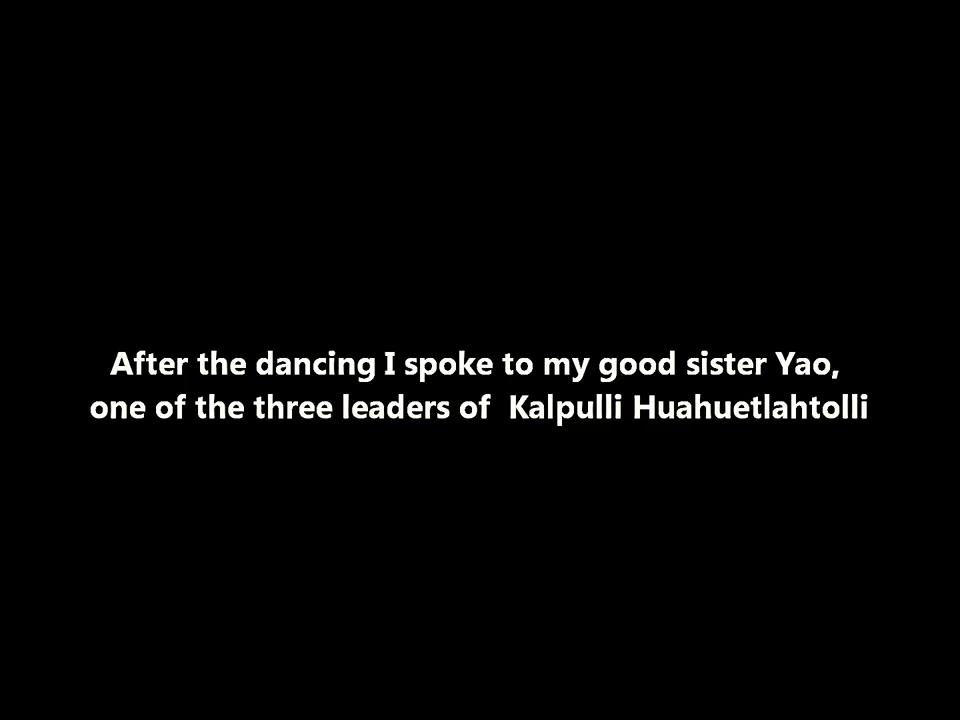 After the dancing I spoke to my good sister Yao,
one of the three leaders of  Kalpulli Huahuetlahtolli